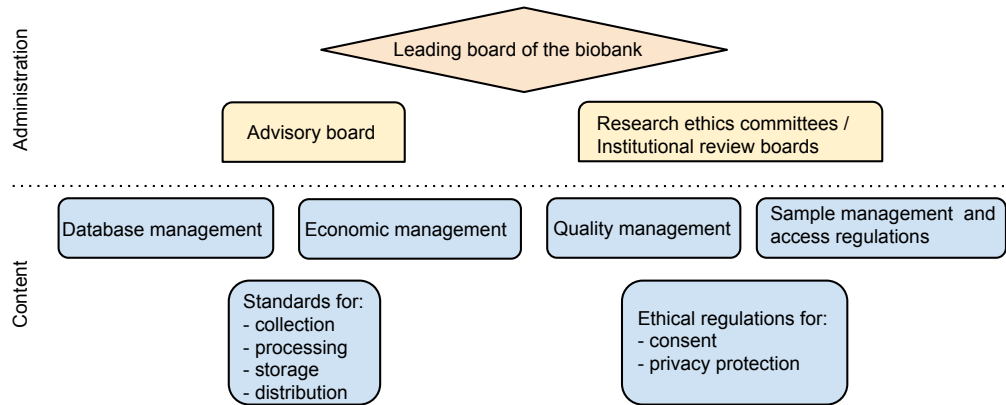 Administration
Leading board of the biobank
Advisory board
Research ethics committees /
Institutional review boards
Content
Database management
Economic management
Quality management
Sample management and
access regulations
Standards for:
- collection
- processing
- storage
- distribution
Ethical regulations for:
- consent
- privacy protection